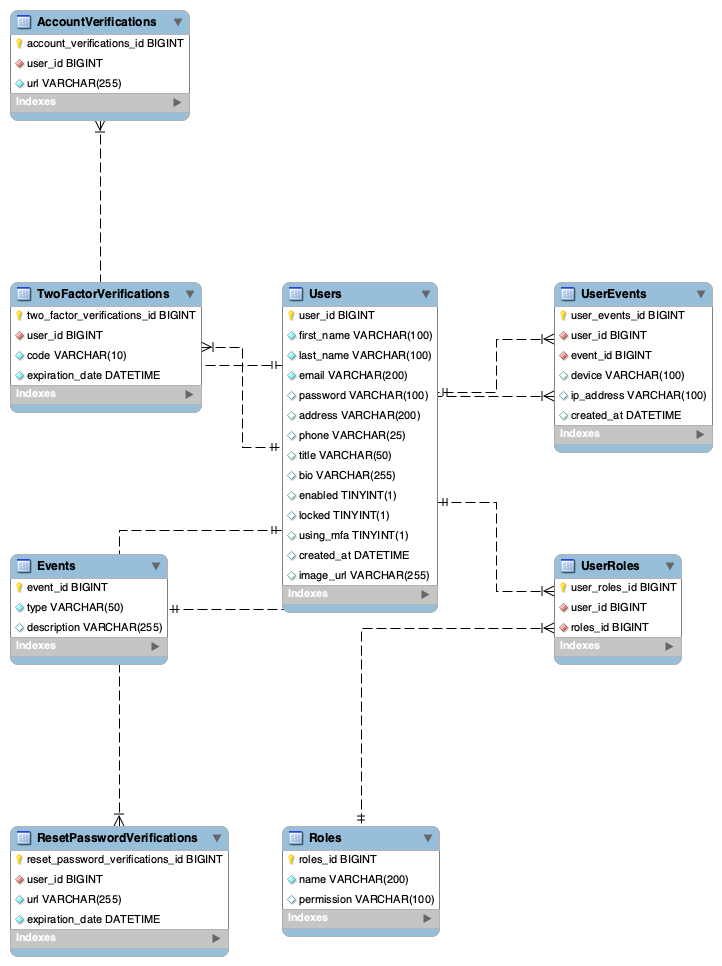 AccountVerifications
account_verifications_id BIGINT
user_id BIGINT
url VARCHAR(255)
Indexes
TwoFactorVerifications
two_factor_verifications_id BIGINT
user_id BIGINT
code VARCHAR(10)
expiration_date DATETIME
Indexes
Users
user_id BIGINT
first_name VARCHAR(100)
last_name VARCHAR(100)
email VARCHAR(200)
password VARCHAR(100)
address VARCHAR(200)
phone VARCHAR(25)
title VARCHAR(50)
bio VARCHAR(255)
enabled TINYINT(1)
locked TINYINT(1)
using_mfa TINYINT(1)
created_at DATETIME
image_url VARCHAR(255)
Indexes
UserEvents
user_events_id BIGINT
user_id BIGINT
event_id BIGINT
device VARCHAR(100)
ip_address VARCHAR(100)
created_at DATETIME
Indexes
Events
event_id BIGINT
type VARCHAR(50)
description VARCHAR(255)
Indexes
UserRoles
user_roles_id BIGINT
user_id BIGINT
roles_id BIGINT
Indexes
ResetPasswordVerifications
reset_password_verifications_id BIGINT
user_id BIGINT
url VARCHAR(255)
expiration_date DATETIME
Indexes
Roles
roles_id BIGINT
name VARCHAR(200)
permission VARCHAR(100)
Indexes